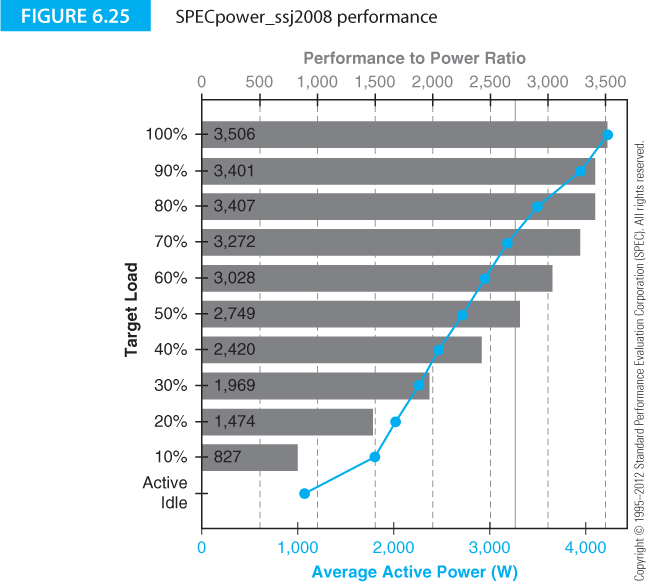 FIGURE 6.25 SPECpower_ssj2008 performance
Performance to Power Ratio
0 500 1,000 1,500 2,000 2,500 3,000 3,500
100% 3,506
90% 3,401
80% 3,407
70% 3,272
60% 3,028
50% 2,749
40% 2,420
30% 1,969
20% 1,474
10% 827
Active
Idle
Target Load
0 1,000 2,000 3,000 4,000
Average Active Power (W)
Copyright © 1995–2012 Standard Performance Evaluation Corporation (SPEC). All rights reserved.